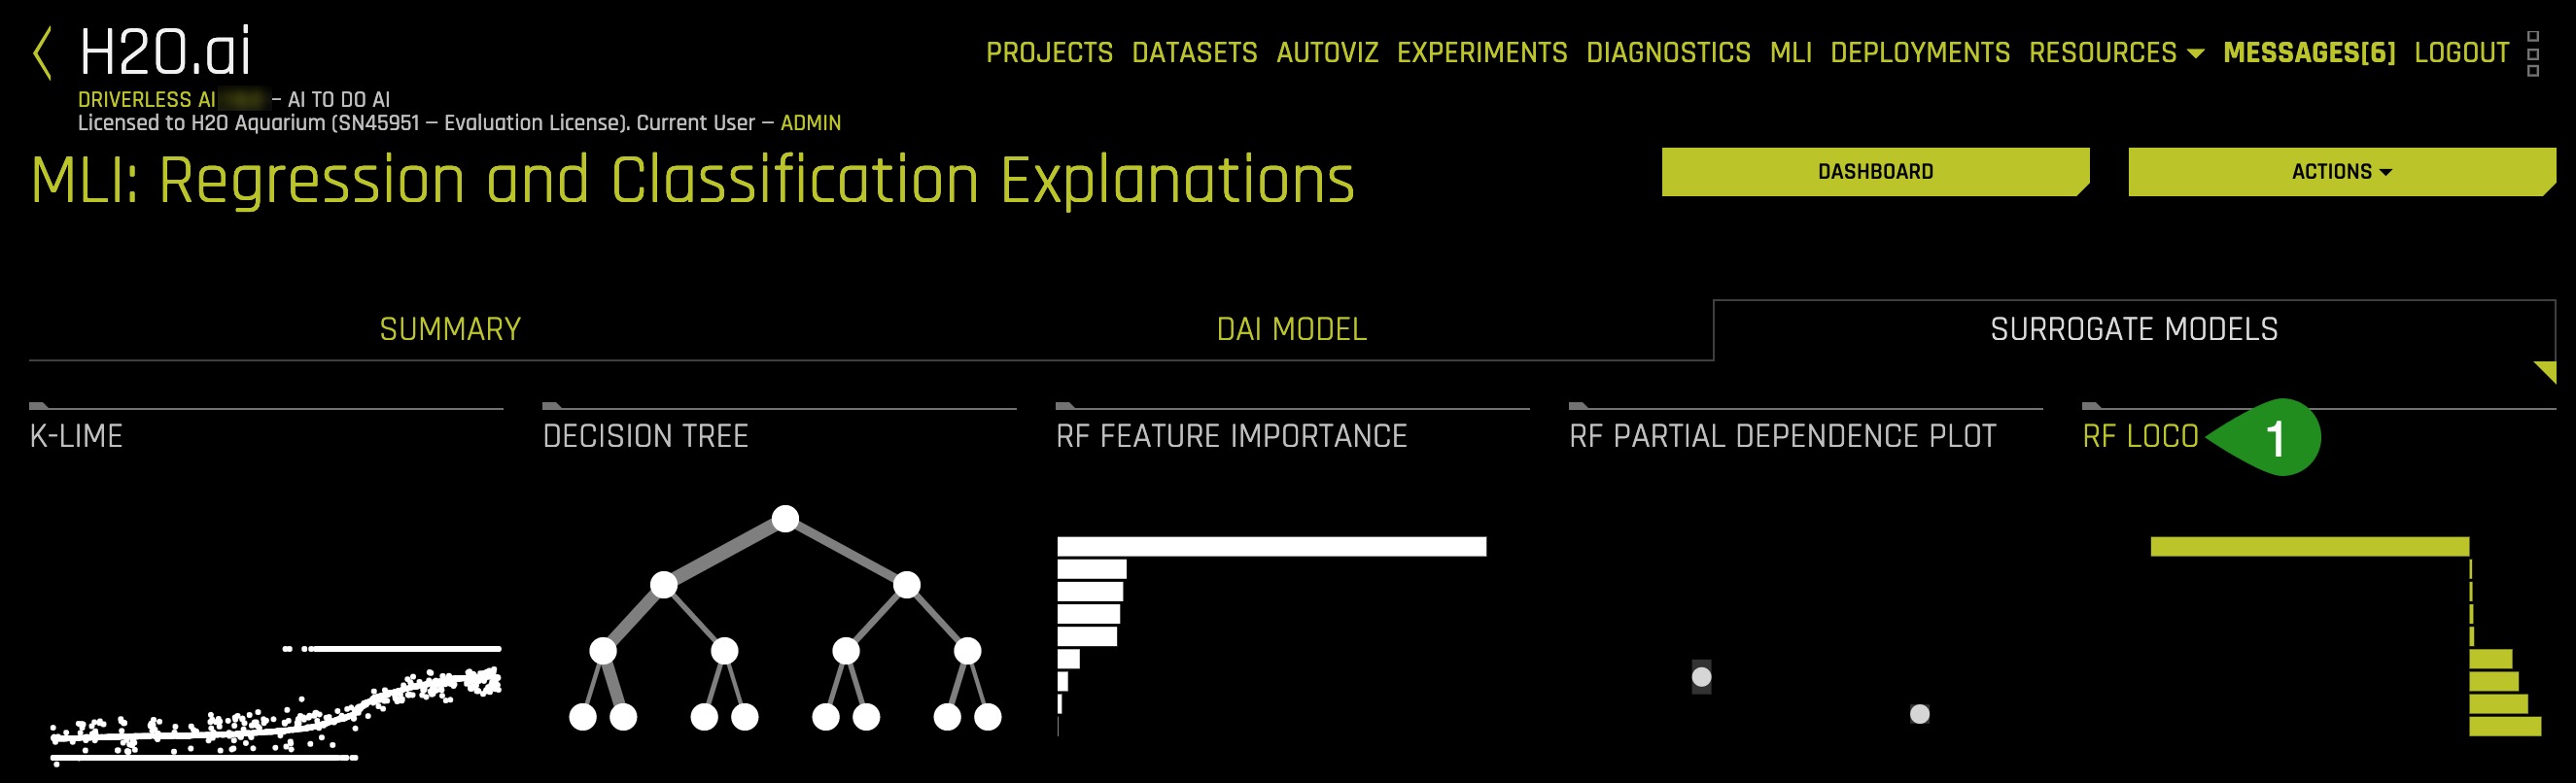 H2O.ai
PROJECTS DATASETS AUTOVIZ EXPERIMENTS DIAGNOSTICS MLI DEPLOYMENTS RESOURCES MESSAGES[6] LOGOUT
DRIVERLESS AI – AI TO DO AI
Licensed to H2O Aquarium (SN45951 – Evaluation License). Current User – ADMIN
MLI: Regression and Classification Explanations
DASHBOARD
ACTIONS
SUMMARY
DAI MODEL
SURROGATE MODELS
K-LIME
DECISION TREE
RF FEATURE IMPORTANCE
RF PARTIAL DEPENDENCE PLOT
RF LOCO
1